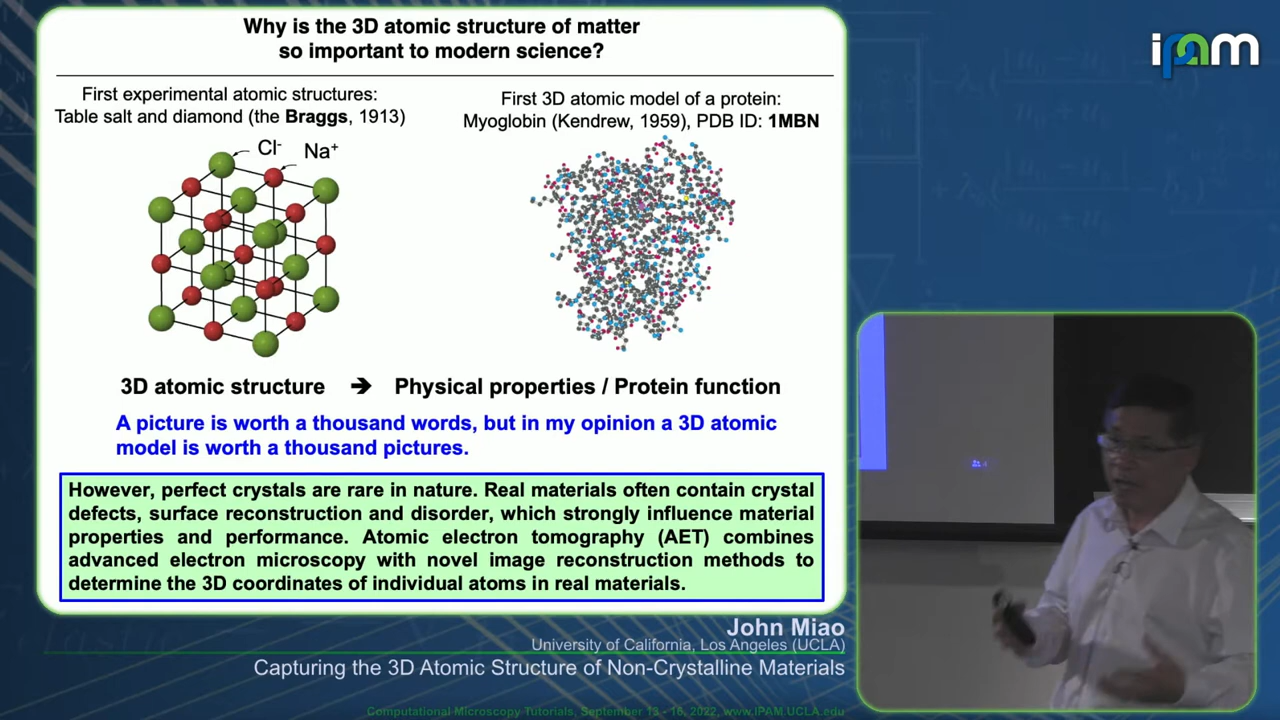 Why is the 3D atomic structure of matter
so important to modern science?
First experimental atomic structures:
Table salt and diamond (the Braggs, 1913)
Cl-
Na+
First 3D atomic model of a protein:
Myoglobin (Kendrew, 1959), PDB ID: 1MBN
3D atomic structure ➔ Physical properties / Protein function
A picture is worth a thousand words, but in my opinion a 3D atomic
model is worth a thousand pictures.
However, perfect crystals are rare in nature. Real materials often contain crystal
defects, surface reconstruction and disorder, which strongly influence material
properties and performance. Atomic electron tomography (AET) combines
advanced electron microscopy with novel image reconstruction methods to
determine the 3D coordinates of individual atoms in real materials.
ipam
John Miao
University of California, Los Angeles (UCLA)
Capturing the 3D Atomic Structure of Non-Crystalline Materials
Computational Microscopy Tutorials, September 13 - 16, 2022, www.IPAM.UCLA.edu